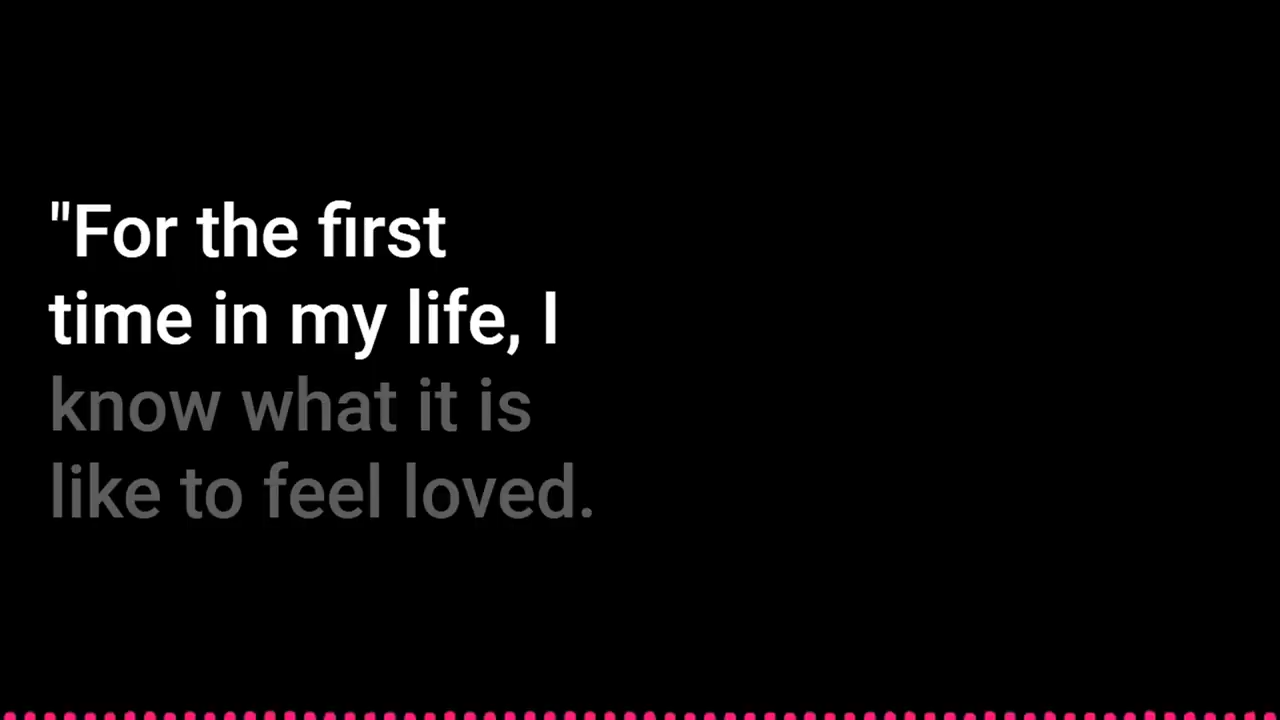 "For the first
time in my life, I
know what it is
like to feel loved.